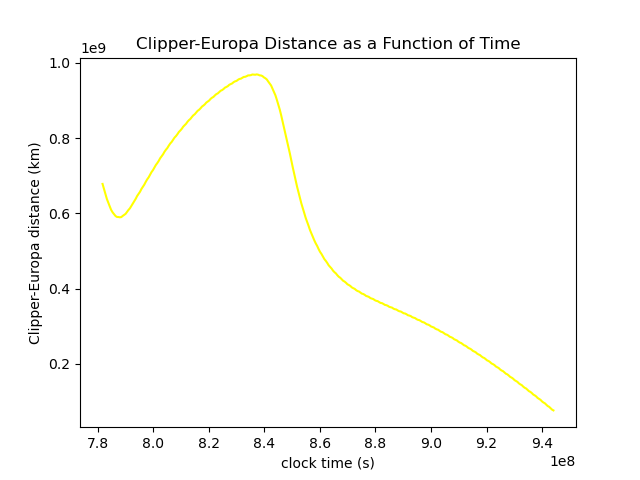 Clipper-Europa Distance as a Function of Time
1e9
1.0
0.8
0.6
0.4
0.2
Clipper-Europa distance (km)
7.8 8.0 8.2 8.4 8.6 8.8 9.0 9.2 9.4
clock time (s)
1e8